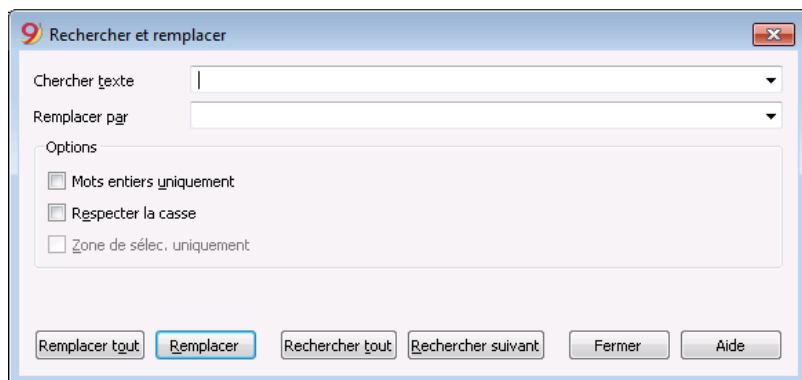 Rechercher et remplacer
Chercher texte
Remplacer par
Options
Mots entiers uniquement
Respecter la casse
Zone de sélec. uniquement
Remplacer tout Remplacer Rechercher tout Rechercher suivant Fermer Aide